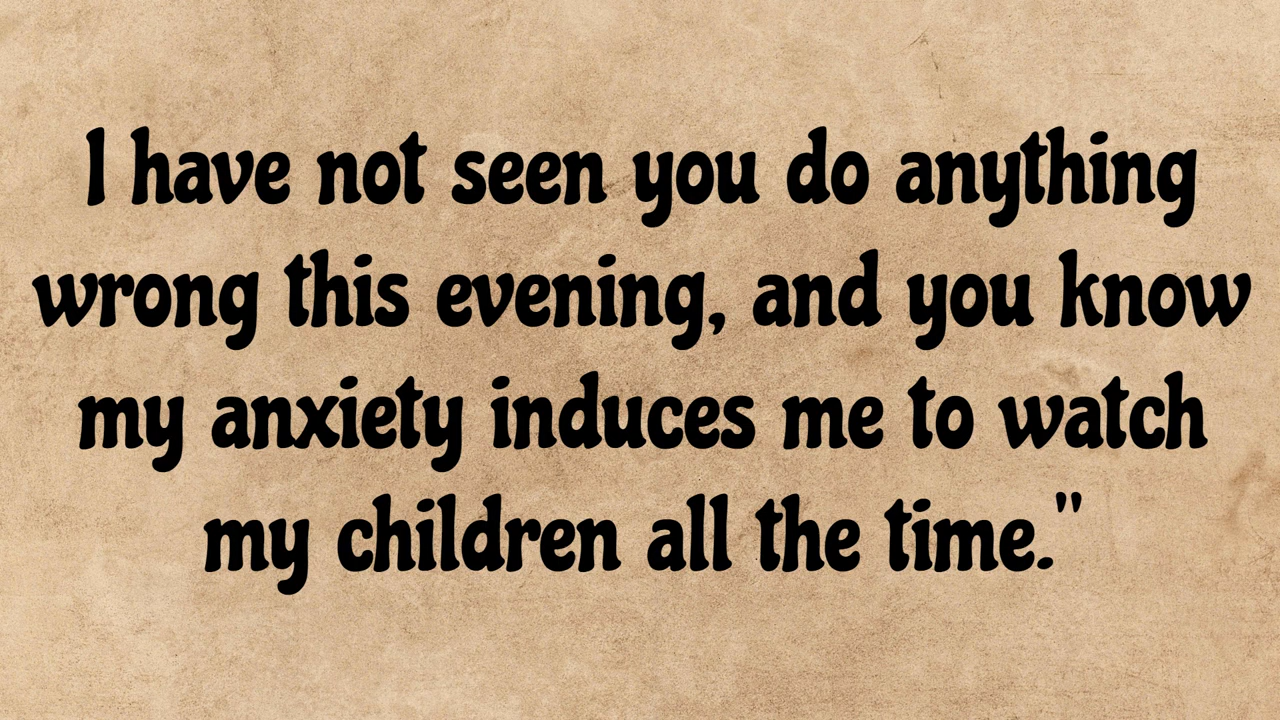 I have not seen you do anything
wrong this evening, and you know
my anxiety induces me to watch
my children all the time."